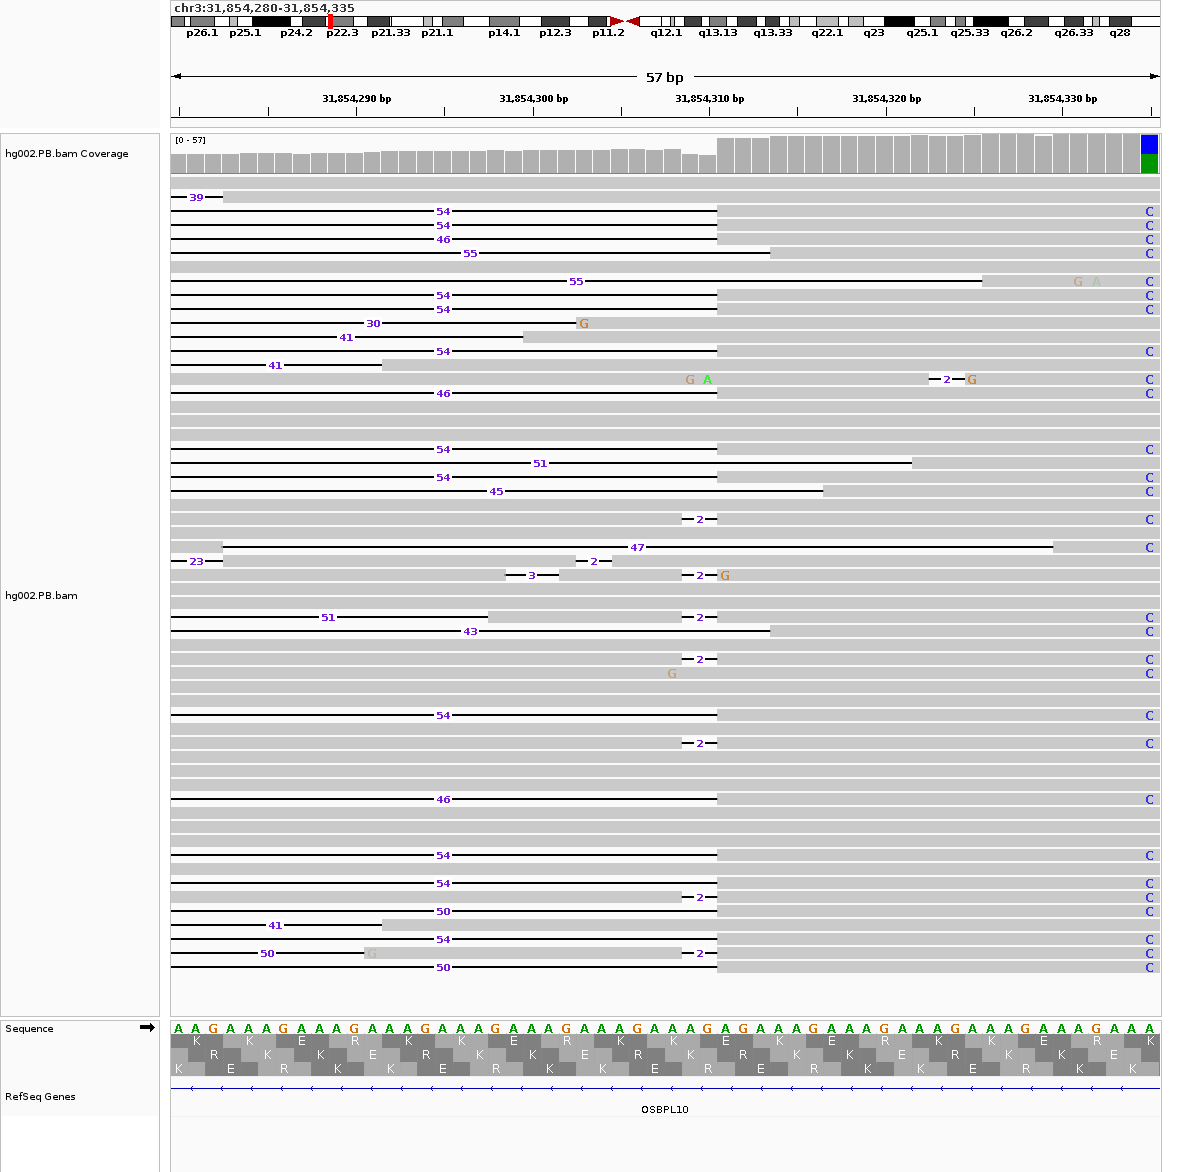 chr3:31,854,280-31,854,335
p26.1 p25.1 p24.2 p22.3 p21.33 p21.1 p14.1 p12.3 p11.2 q12.1 q13.13 q13.33 q22.1 q23 q25.1 q25.33 q26.2 q26.33 q28
57 bp
31,854,290 bp 31,854,300 bp 31,854,310 bp 31,854,320 bp 31,854,330 bp
[0 - 57]
hg002.PB.bam Coverage
39
54 C
54 C
46 C
55 C
55 G A C
54 C
54 C
30 G
41
54 C
41
G A 2 G C
46 C
54 C
51
54 C
45 C
2 C
47 C
23 2
3 2 G
hg002.PB.bam
51 2 C
43 C
2 C
G C
54 C
2 C
46 C
54 C
54 C
2 C
50 C
41
54 C
50 G 2 C
50 C
Sequence A A G A A A G A A A G A A A G A A A G A A A G A A A G A A A G A G A A A G A A A G A A A G A A A G A A A
K K E R K K E R K K E K E R K K E R K
R K K E R K K E R K R K K E R K K E
K E R K K E R K K E R E R K K E R K K
RefSeq Genes
OSBPL10